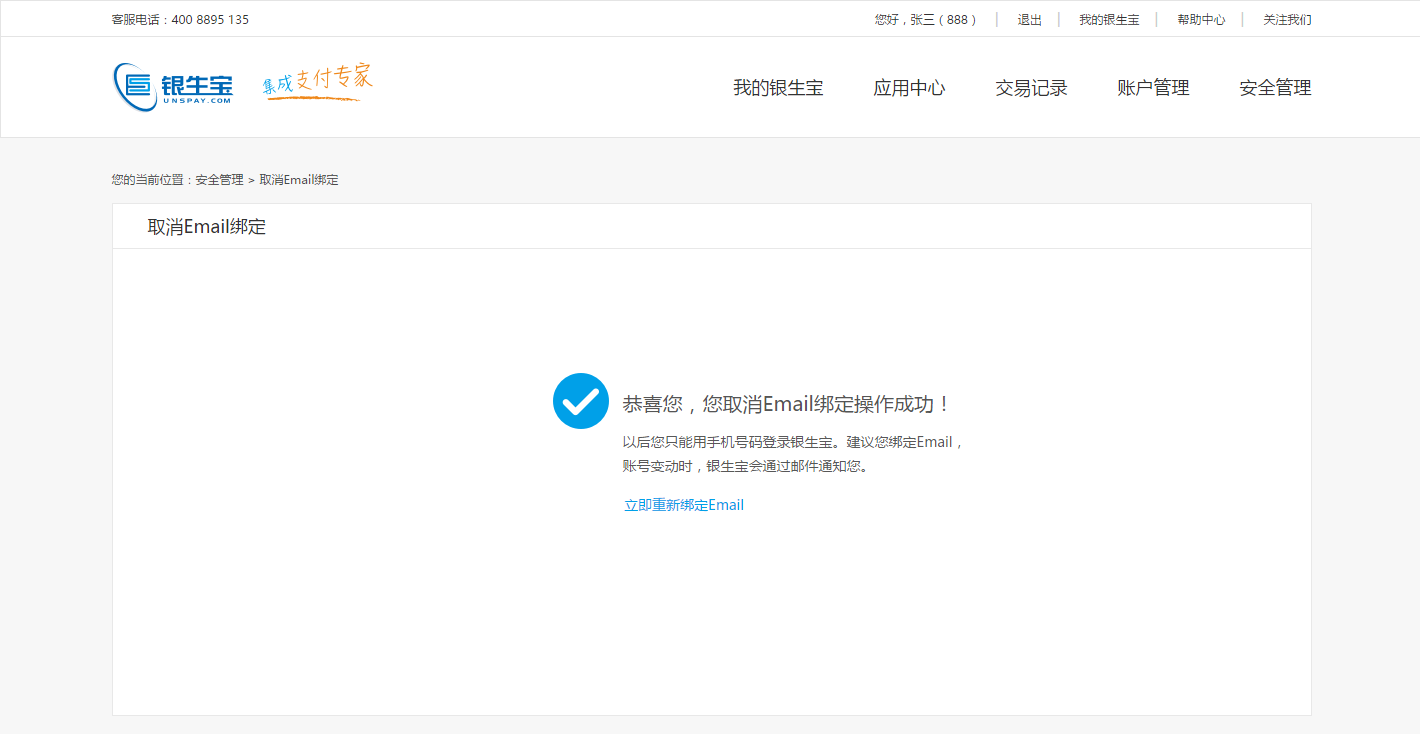 客服电话：400 8895 135
您好，张三（888）
退出
我的银生宝
帮助中心
关注我们
银生宝
UNSPAY.COM
集成支付专家
我的银生宝
应用中心
交易记录
账户管理
安全管理
您的当前位置：安全管理 > 取消Email绑定
取消Email绑定
恭喜您，您取消Email绑定操作成功！
以后您只能用手机号码登录银生宝。建议您绑定Email，
账号变动时，银生宝会通过邮件通知您。
立即重新绑定Email